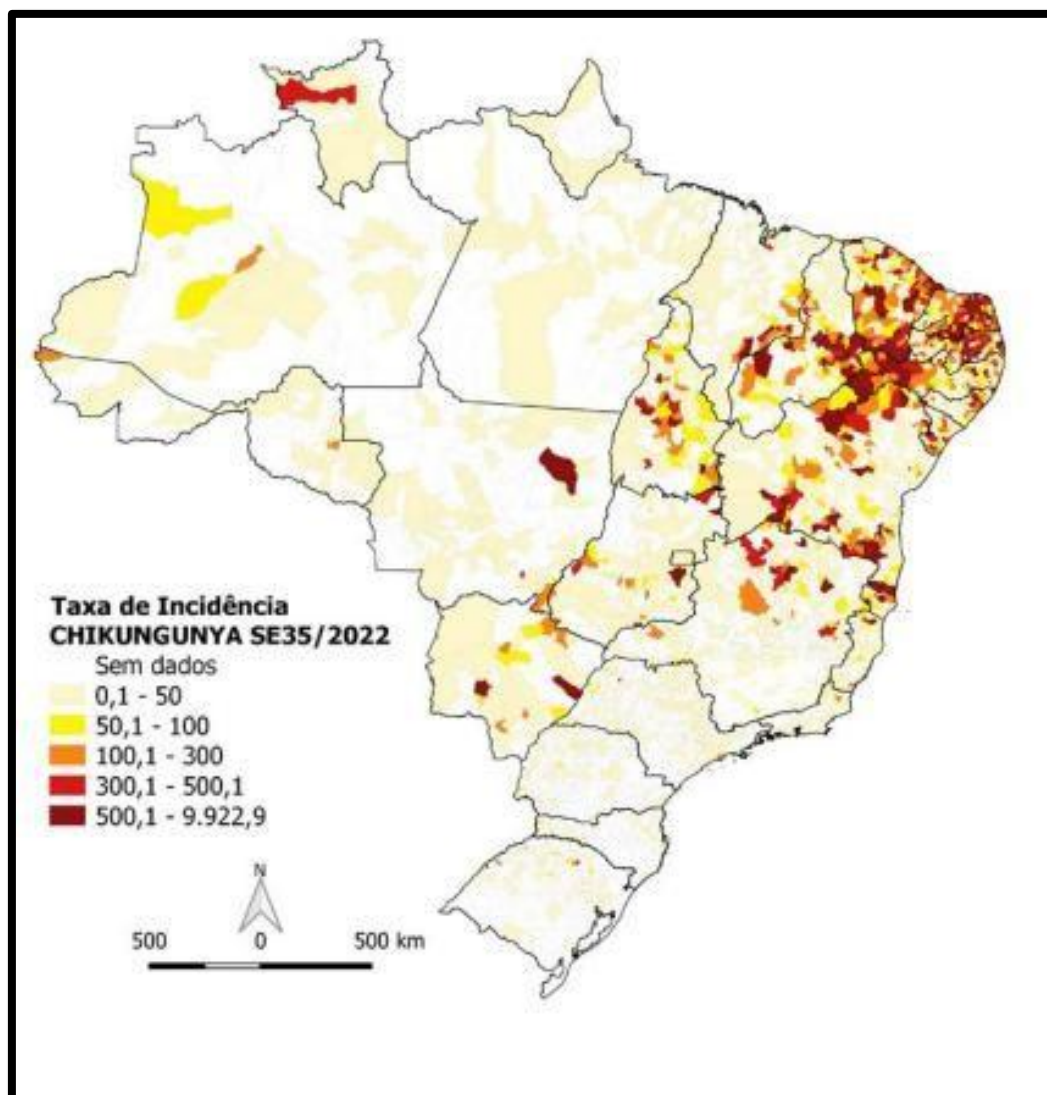 Taxa de Incidência
CHIKUNGUNYA SE35/2022
Sem dados
0,1 - 50
50,1 - 100
100,1 - 300
300,1 - 500,1
500,1 - 9.922,9
N
500 0 500 km